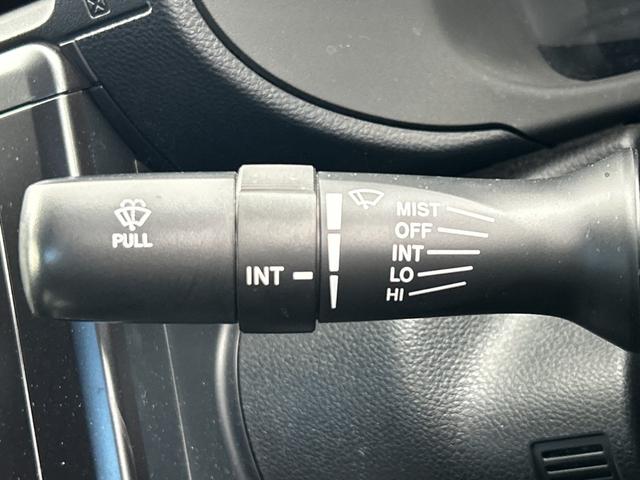 PULL
INT
MIST
OFF
INT
LO
HI